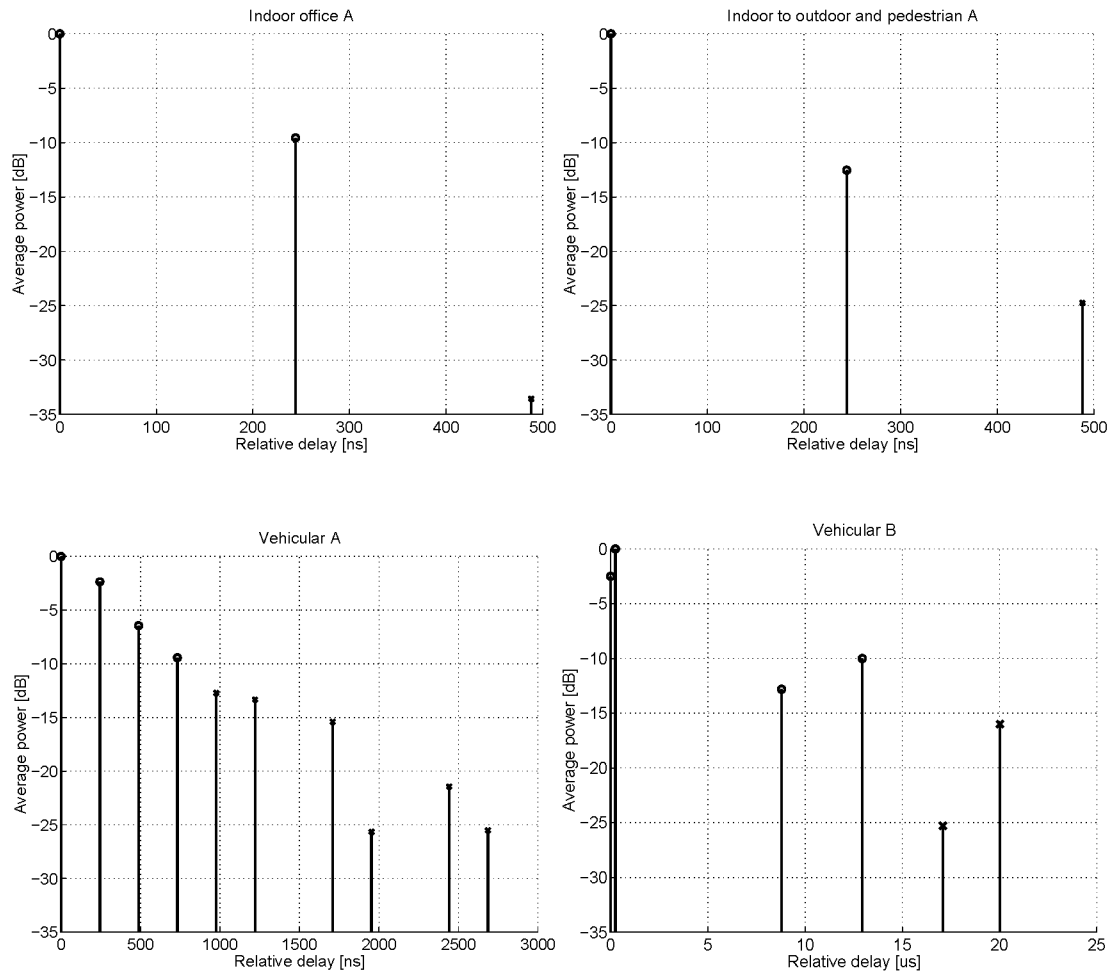 Indoor office A
0
−5
−10
−15
−20
−25
−30
−35
Average power [dB]
0 100 200 300 400 500
Relative delay [ns]
Indoor to outdoor and pedestrian A
0
−5
−10
−15
−20
−25
−30
−35
Average power [dB]
0 100 200 300 400 500
Relative delay [ns]
Vehicular A
0
−5
−10
−15
−20
−25
−30
−35
Average power [dB]
0 500 1000 1500 2000 2500 3000
Relative delay [ns]
Vehicular B
0
−5
−10
−15
−20
−25
−30
−35
Average power [dB]
0 5 10 15 20 25
Relative delay [us]